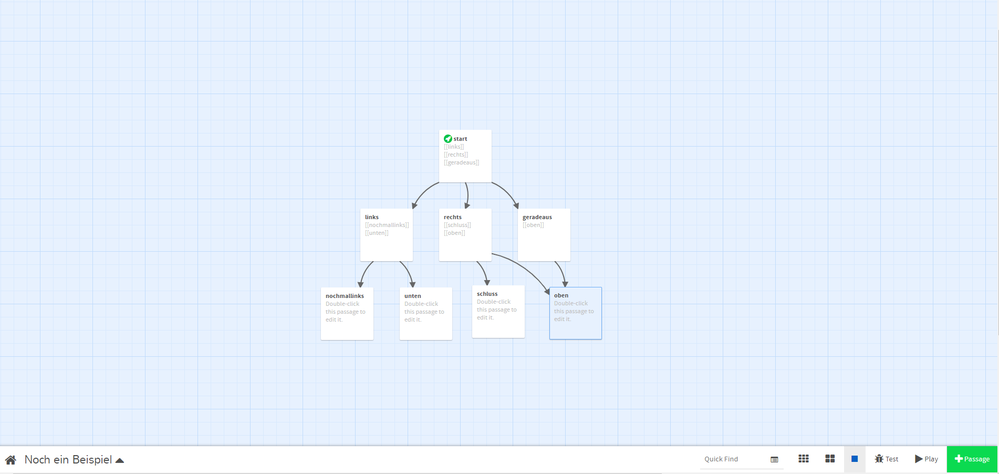 start
[[links]]
[[rechts]]
[[geradeaus]]
links
[[nochmallinks]]
[[unten]]
rechts
[[schluss]]
[[oben]]
geradeaus
[[oben]]
nochmallinks
Double-click
this passage to
edit it.
unten
Double-click
this passage to
edit it.
schluss
Double-click
this passage to
edit it.
oben
Double-click
this passage to
edit it.
Noch ein Beispiel
Quick Find
Test
Play
Passage